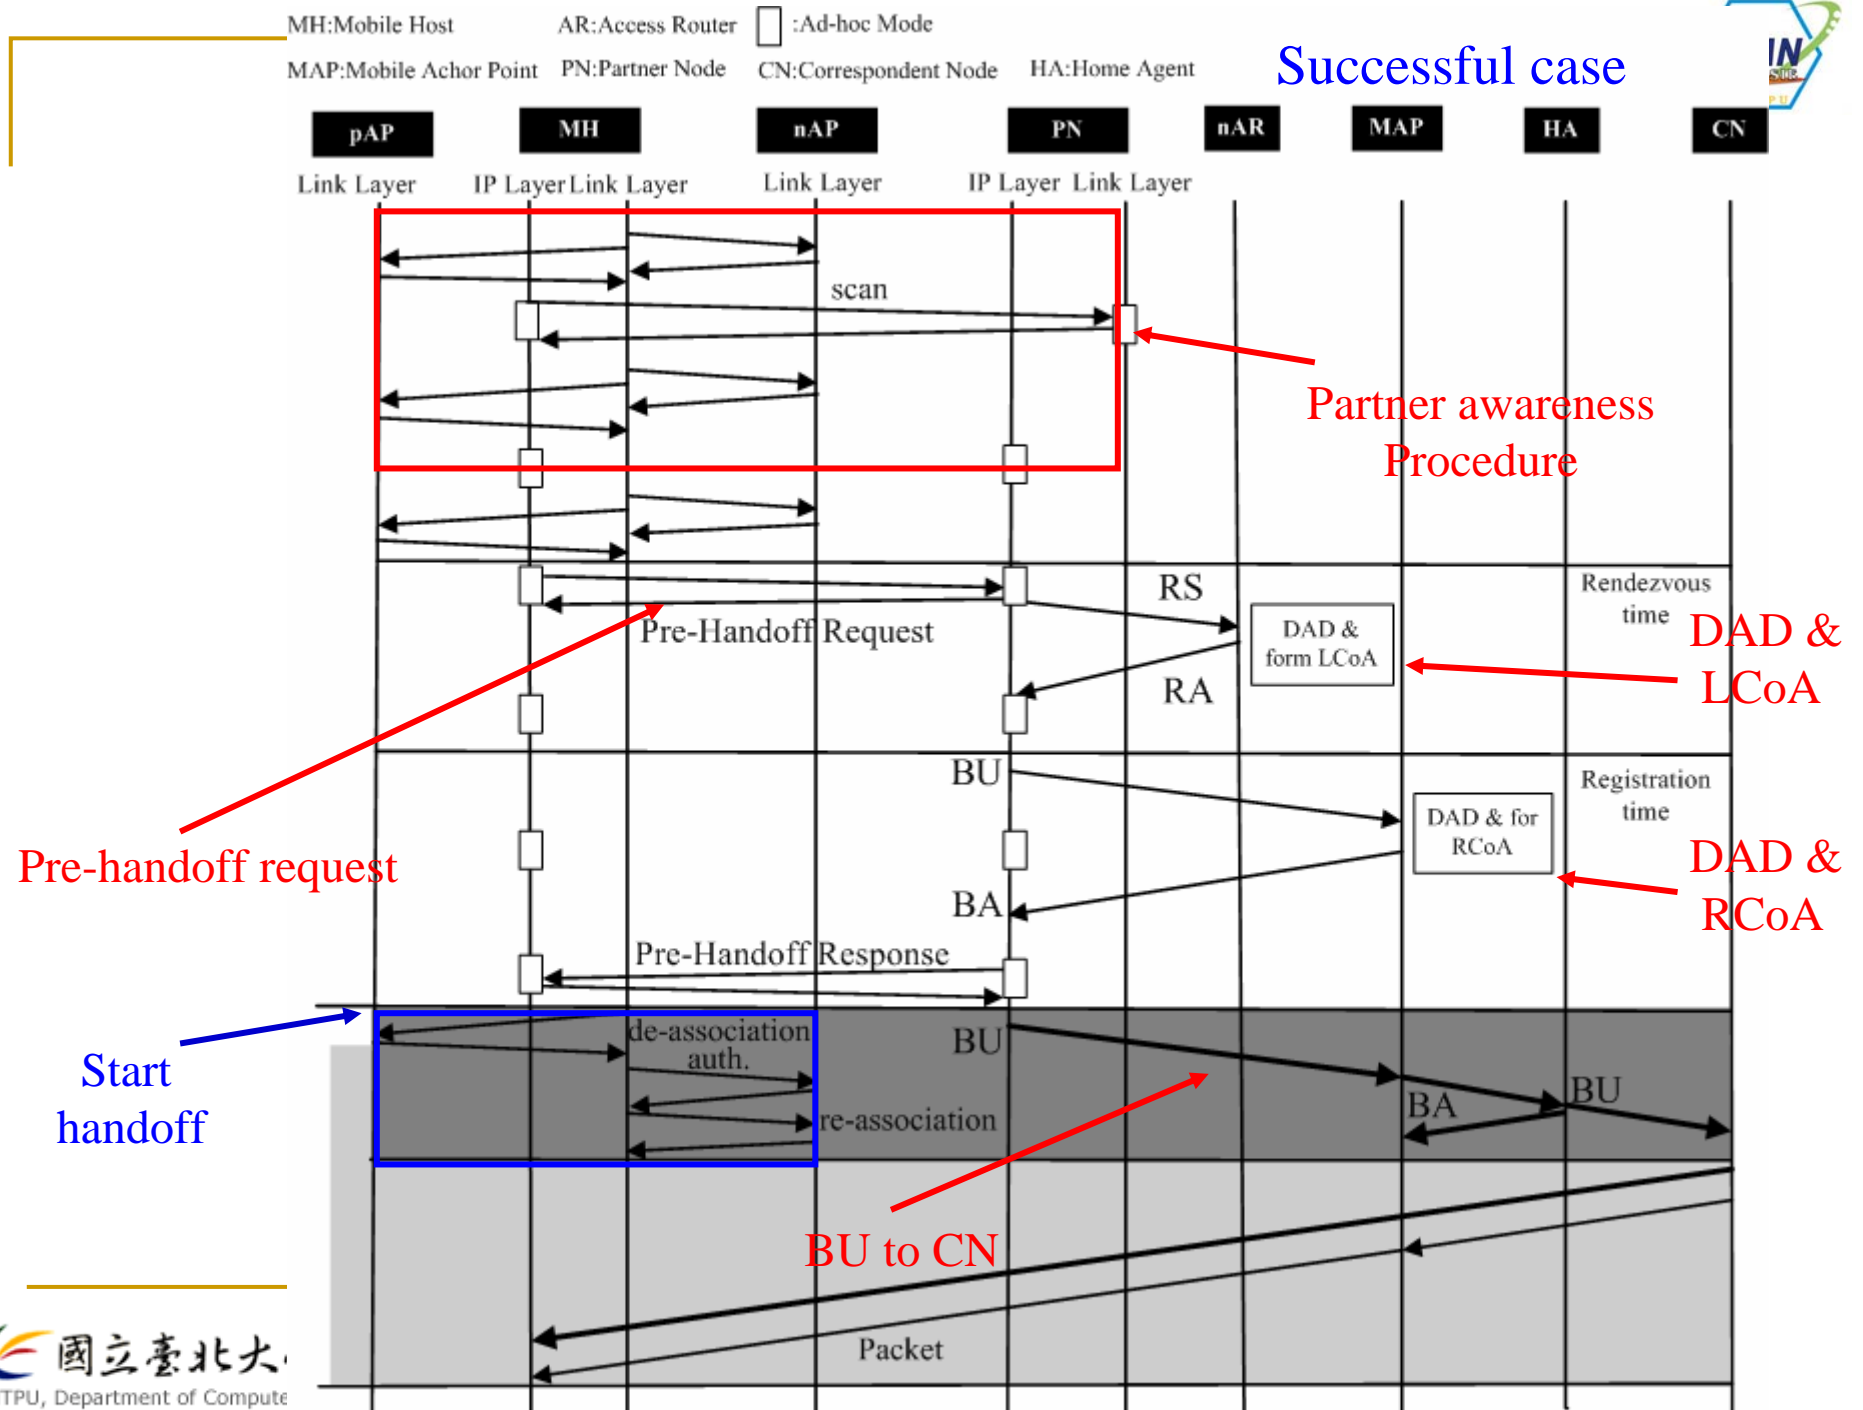 MH:Mobile Host AR:Access Router :Ad-hoc Mode
MAP:Mobile Achor Point PN:Partner Node CN:Correspondent Node HA:Home Agent
Successful case
pAP MH nAP PN nAR MAP HA CN
Link Layer IP Layer Link Layer Link Layer IP Layer Link Layer
scan
Partner awareness
Procedure
RS
Rendezvous
time
Pre-Handoff Request
DAD &
form LCoA
DAD &
LCoA
RA
BU
Registration
time
DAD & for
RCoA
Pre-handoff request
DAD &
RCoA
BA
Pre-Handoff Response
Start
handoff
de-association
auth.
BU
BU
BA
re-association
BU to CN
Packet
國立臺北大
TPU, Department of Compute